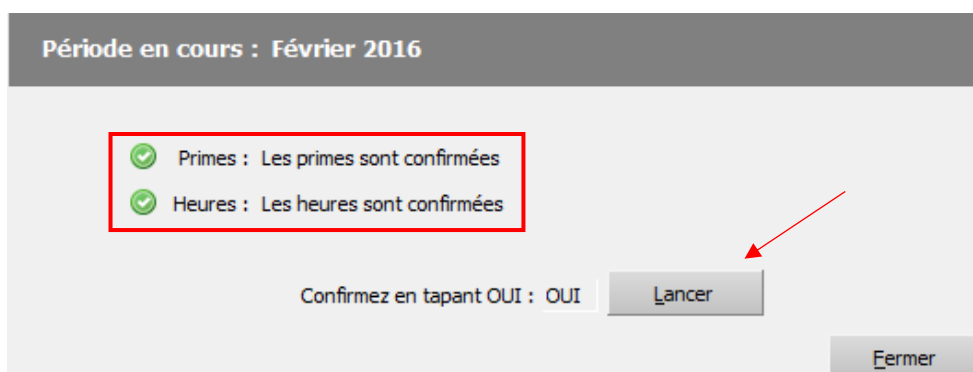 Période en cours : Février 2016
Primes : Les primes sont confirmées
Heures : Les heures sont confirmées
Confirmez en tapant OUI : OUI Lancer
Fermer